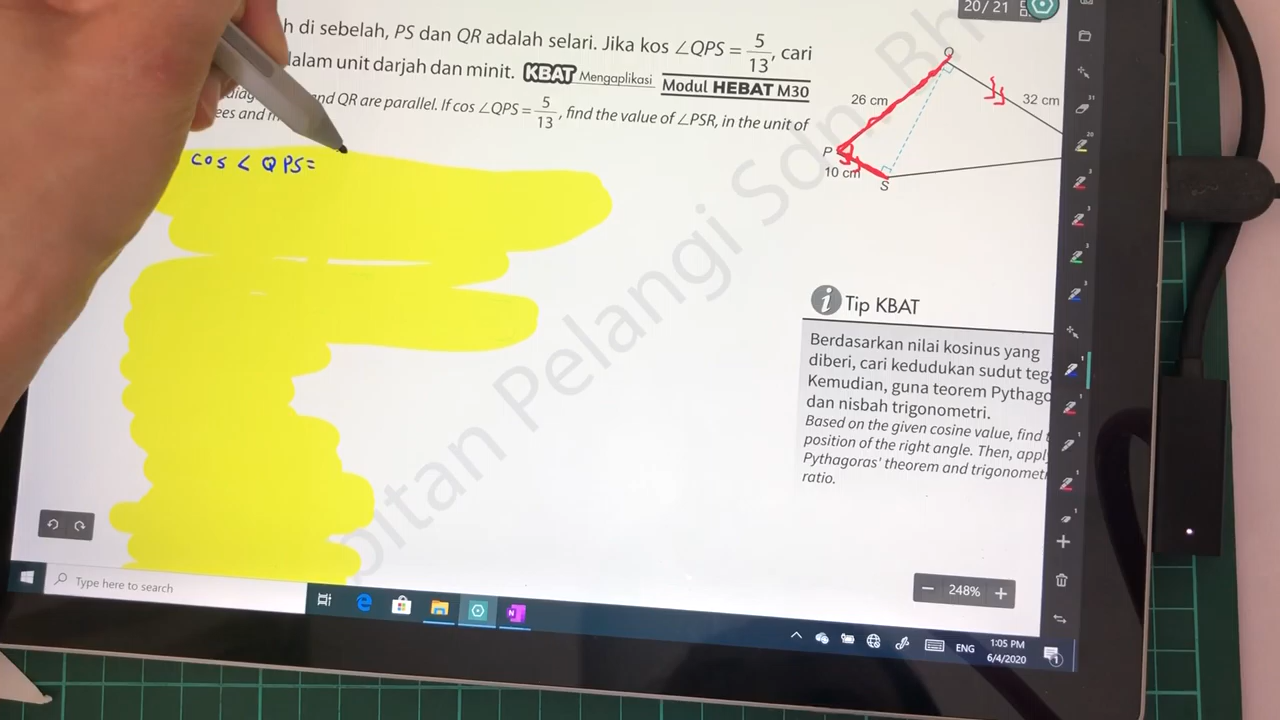 20 / 21
h di sebelah, PS dan QR adalah selari. Jika kos ∠QPS = 5/13, cari
dalam unit darjah dan minit. KBAT Mengaplikasi Modul HEBAT M30
and QR are parallel. If cos ∠QPS = 5/13, find the value of ∠PSR, in the unit of
ees and m
cos < QPS=
Q
26 cm
32 cm
P
10 cm
S
i Tip KBAT
Berdasarkan nilai kosinus yang
diberi, cari kedudukan sudut tega
Kemudian, guna teorem Pythago
dan nisbah trigonometri.
Based on the given cosine value, find t
position of the right angle. Then, appl
Pythagoras' theorem and trigonomet
ratio.
Pelangi Sdn. Bh
248%
Type here to search
ENG
1:05 PM
6/4/2020